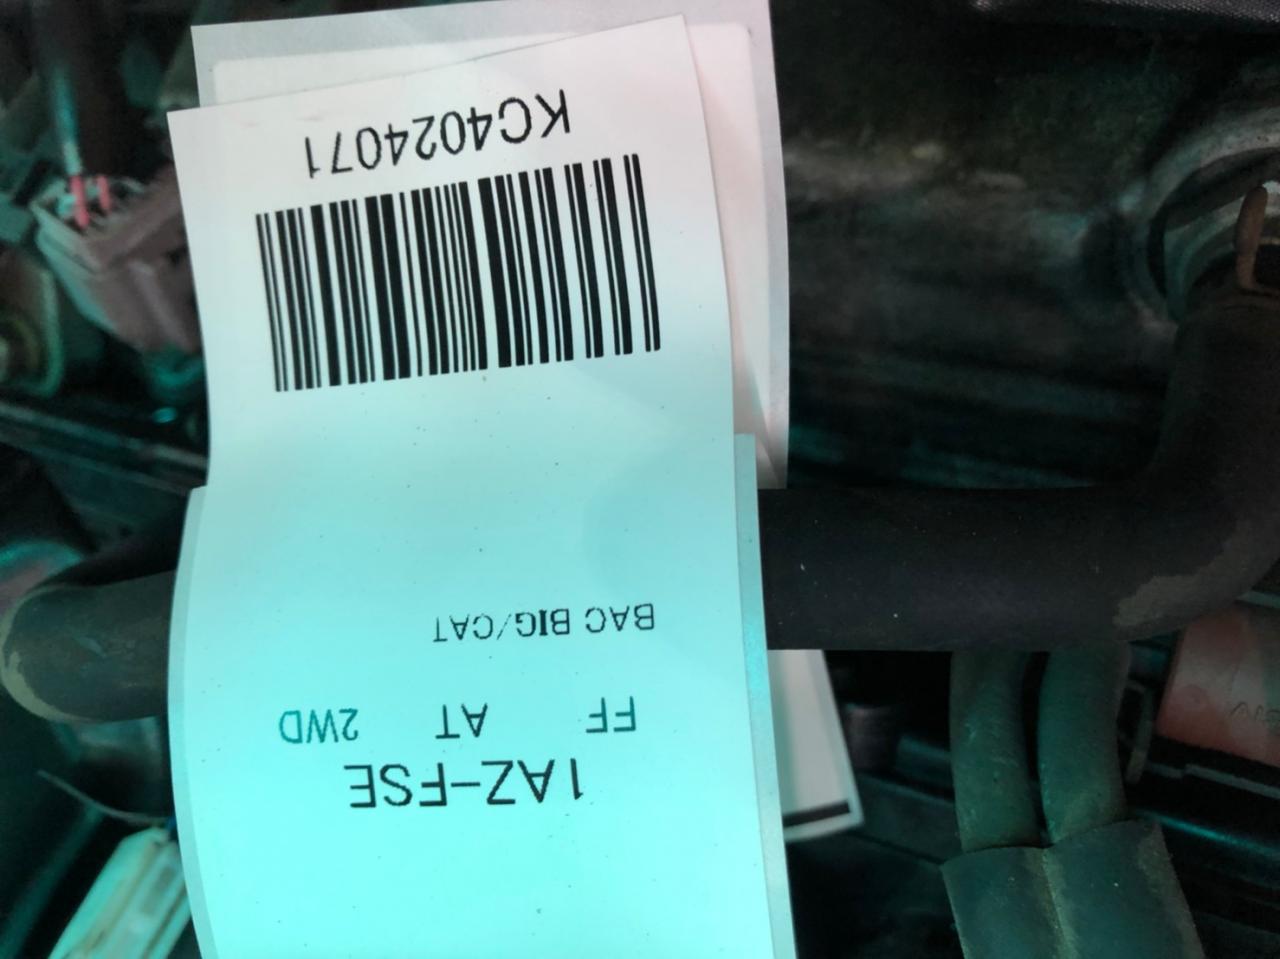 1AZ-FSE
FF AT 2WD
BAC BIG/CAT
KC4024071